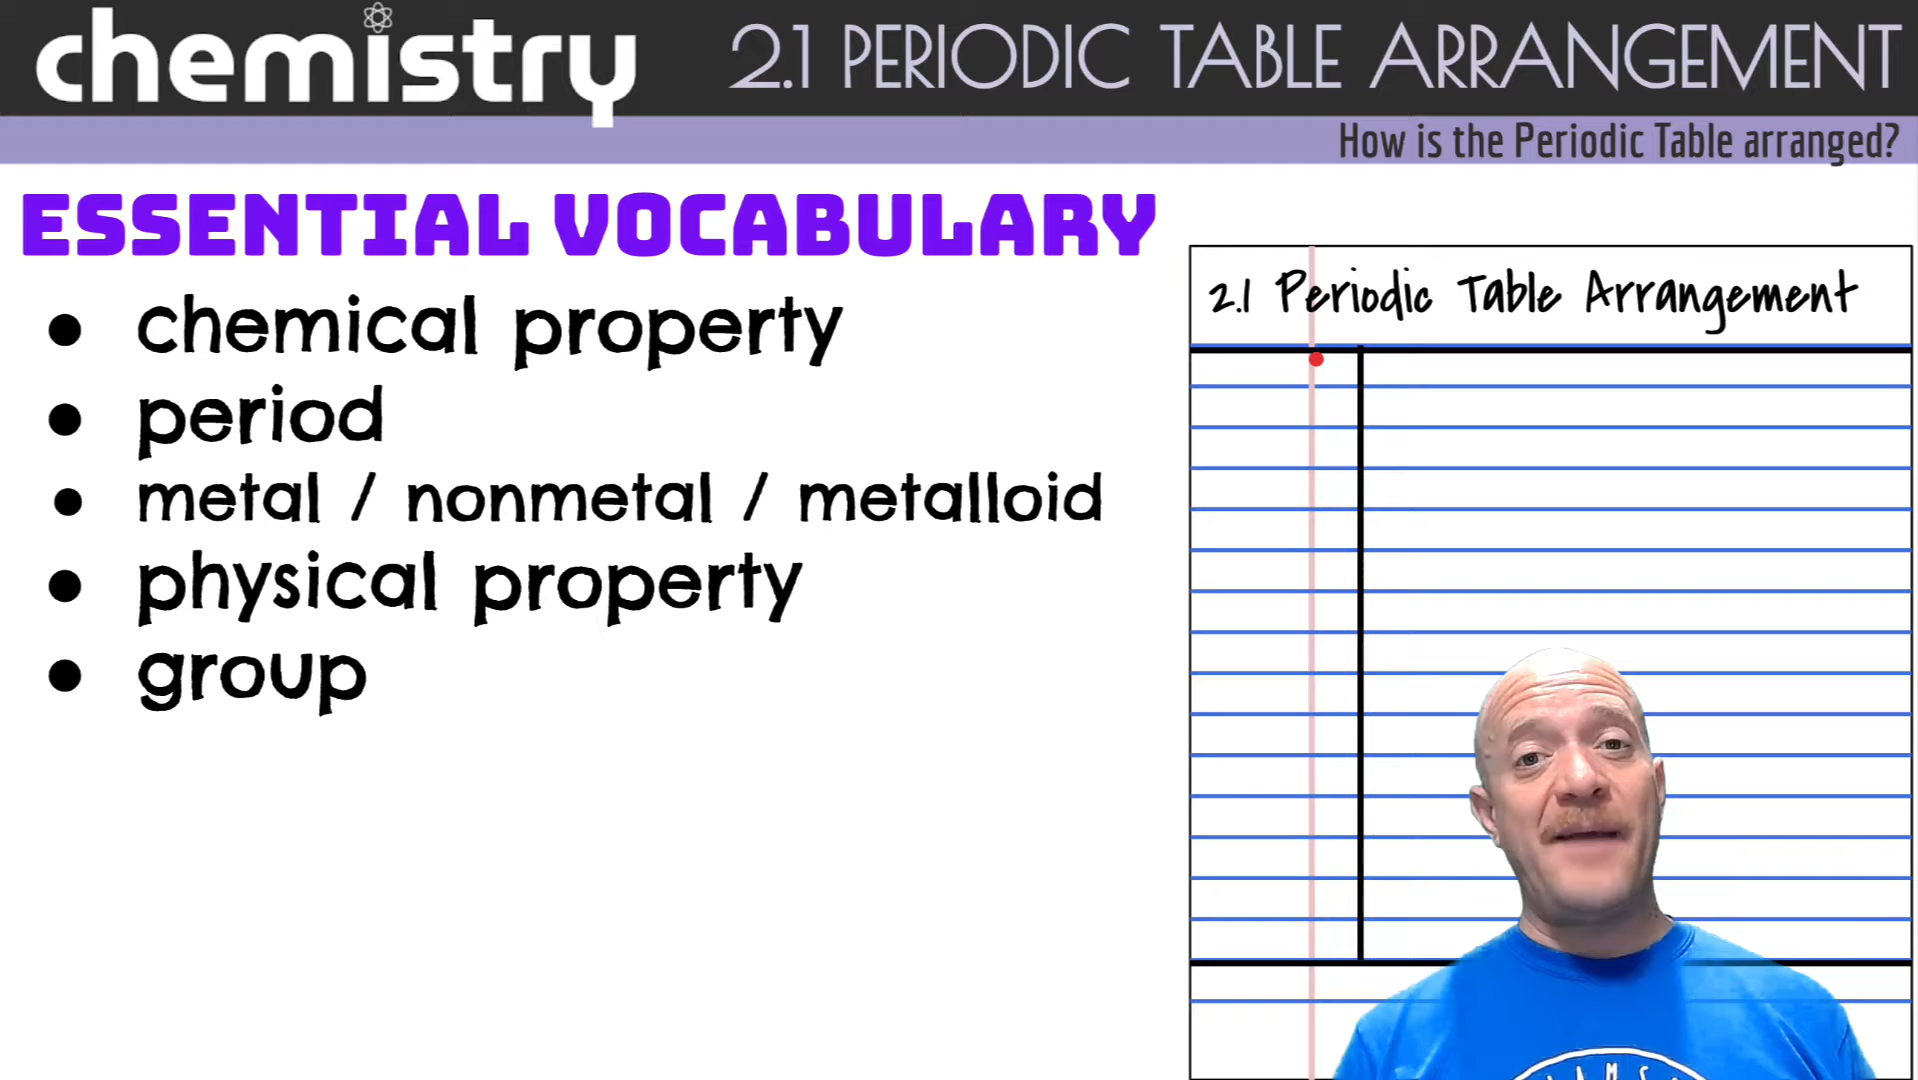 chemistry
2.1 PERIODIC TABLE ARRANGEMENT
How is the Periodic Table arranged?
ESSENTIAL VOCABULARY
● chemical property
● period
● metal / nonmetal / metalloid
● physical property
● group
2.1 Periodic Table Arrangement